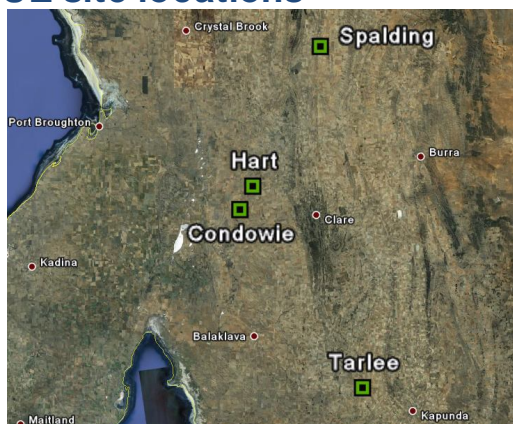 Crystal Brook
Spalding
Port Broughton
Burra
Hart
Clare
Condowie
Kadina
Balaklava
Tarlee
Maitland
Kapunda